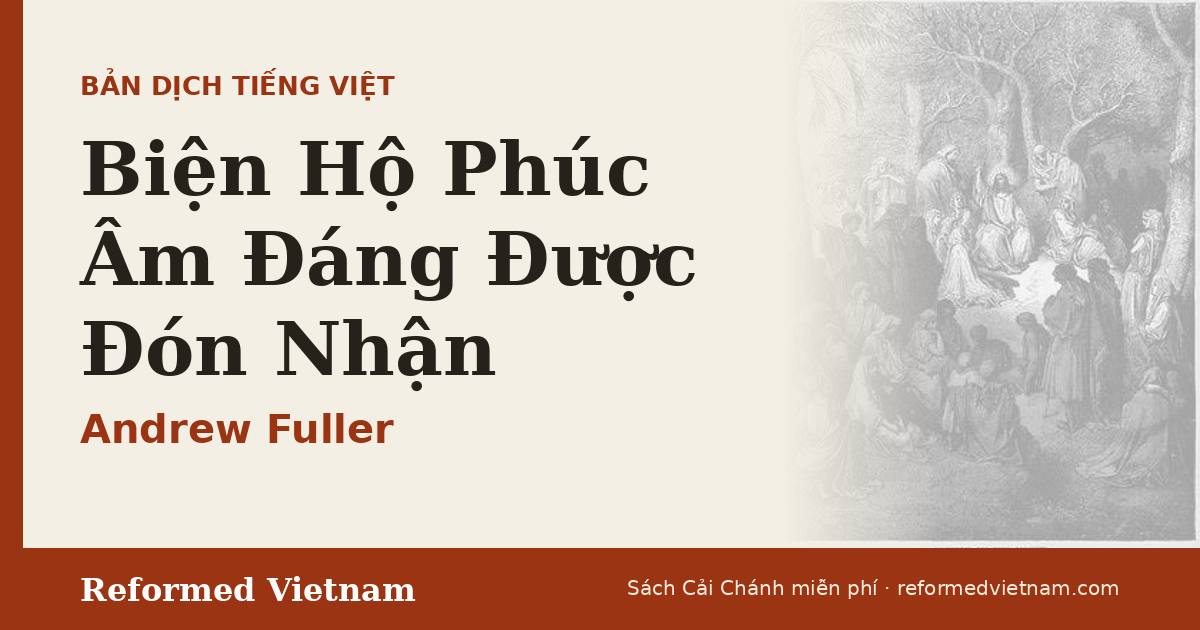 BẢN DỊCH TIẾNG VIỆT
Biện Hộ Phúc
Âm Đáng Được
Đón Nhận
Andrew Fuller
Reformed Vietnam
Sách Cải Chánh miễn phí · reformedvietnam.com